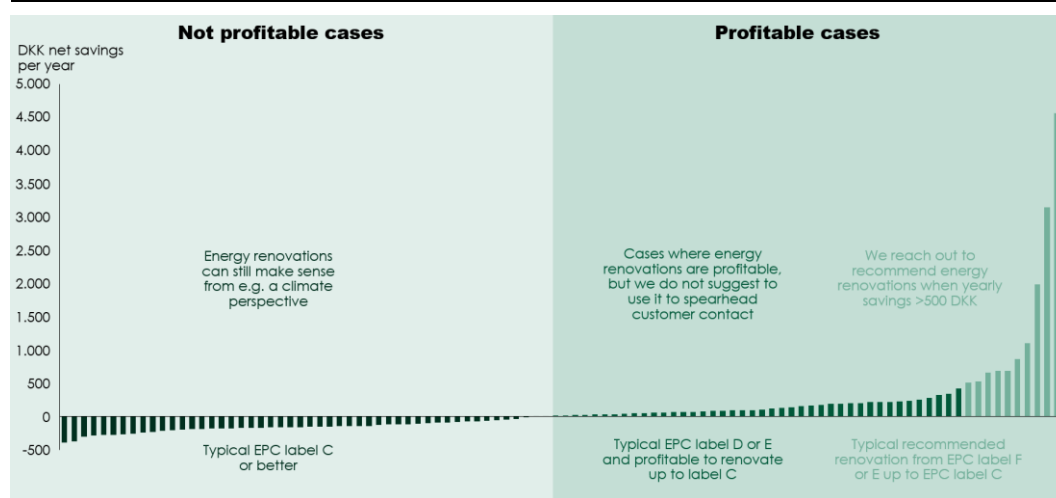 Not profitable cases
Profitable cases
DKK net savings
per year
5.000
4.500
4.000
3.500
3.000
2.500
2.000
1.500
1.000
500
0
-500
Energy renovations
can still make sense
from e.g. a climate
perspective
Cases where energy
renovations are profitable,
but we do not suggest to
use it to spearhead
customer contact
We reach out to
recommend energy
renovations when yearly
savings >500 DKK
Typical EPC label C
or better
Typical EPC label D or E
and profitable to renovate
up to label C
Typical recommended
renovation from EPC label F
or E up to EPC label C